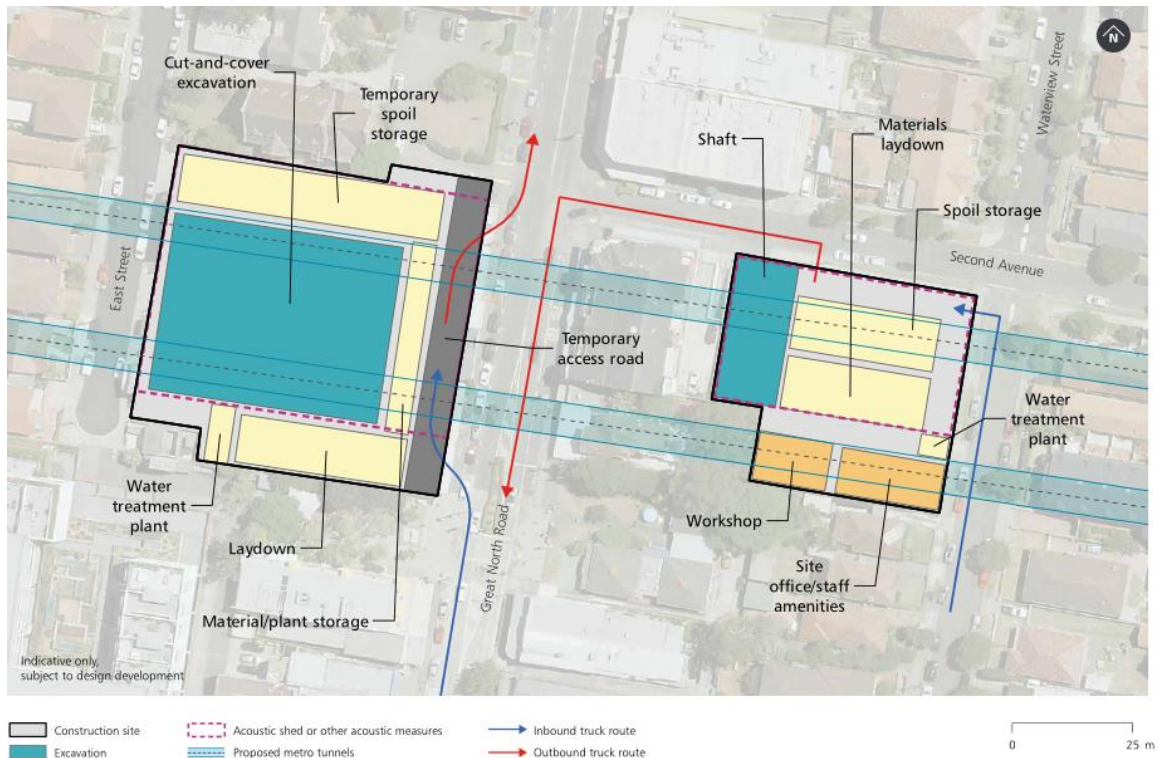 N
Cut-and-cover
excavation
Temporary
spoil
storage
Shaft
Materials
laydown
Waterview Street
Spoil storage
Second Avenue
East Street
Temporary
access road
Water
treatment
plant
Water
treatment
plant
Laydown
Great North Road
Workshop
Site
office/staff
amenities
Material/plant storage
Indicative only,
subject to design development
Construction site
Acoustic shed or other acoustic measures
Inbound truck route
Excavation
Proposed metro tunnels
Outbound truck route
0 25 m